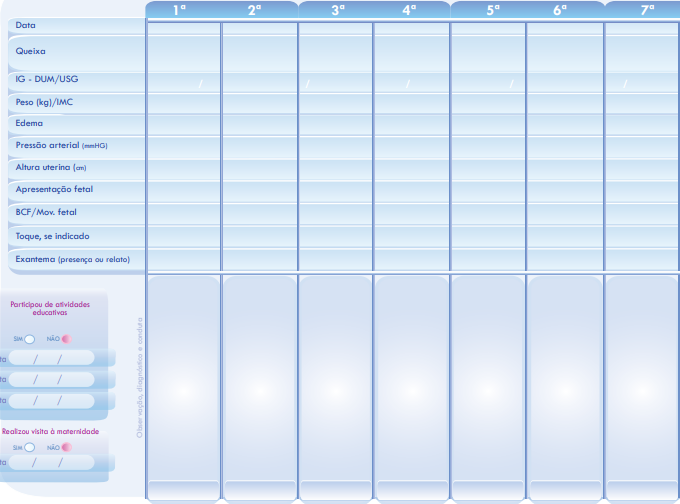 1ª 2ª 3ª 4ª 5ª 6ª 7ª
Data
Queixa
IG - DUM/USG / / / / /
Peso (kg)/IMC
Edema
Pressão arterial (mmHG)
Altura uterina (cm)
Apresentação fetal
BCF/Mov. fetal
Toque, se indicado
Exantema (presença ou relato)
Observação, diagnóstico e conduta
Participou de atividades
educativas
SIM NÃO
ta / /
ta / /
ta / /
Realizou visita à maternidade
SIM NÃO
ta / /